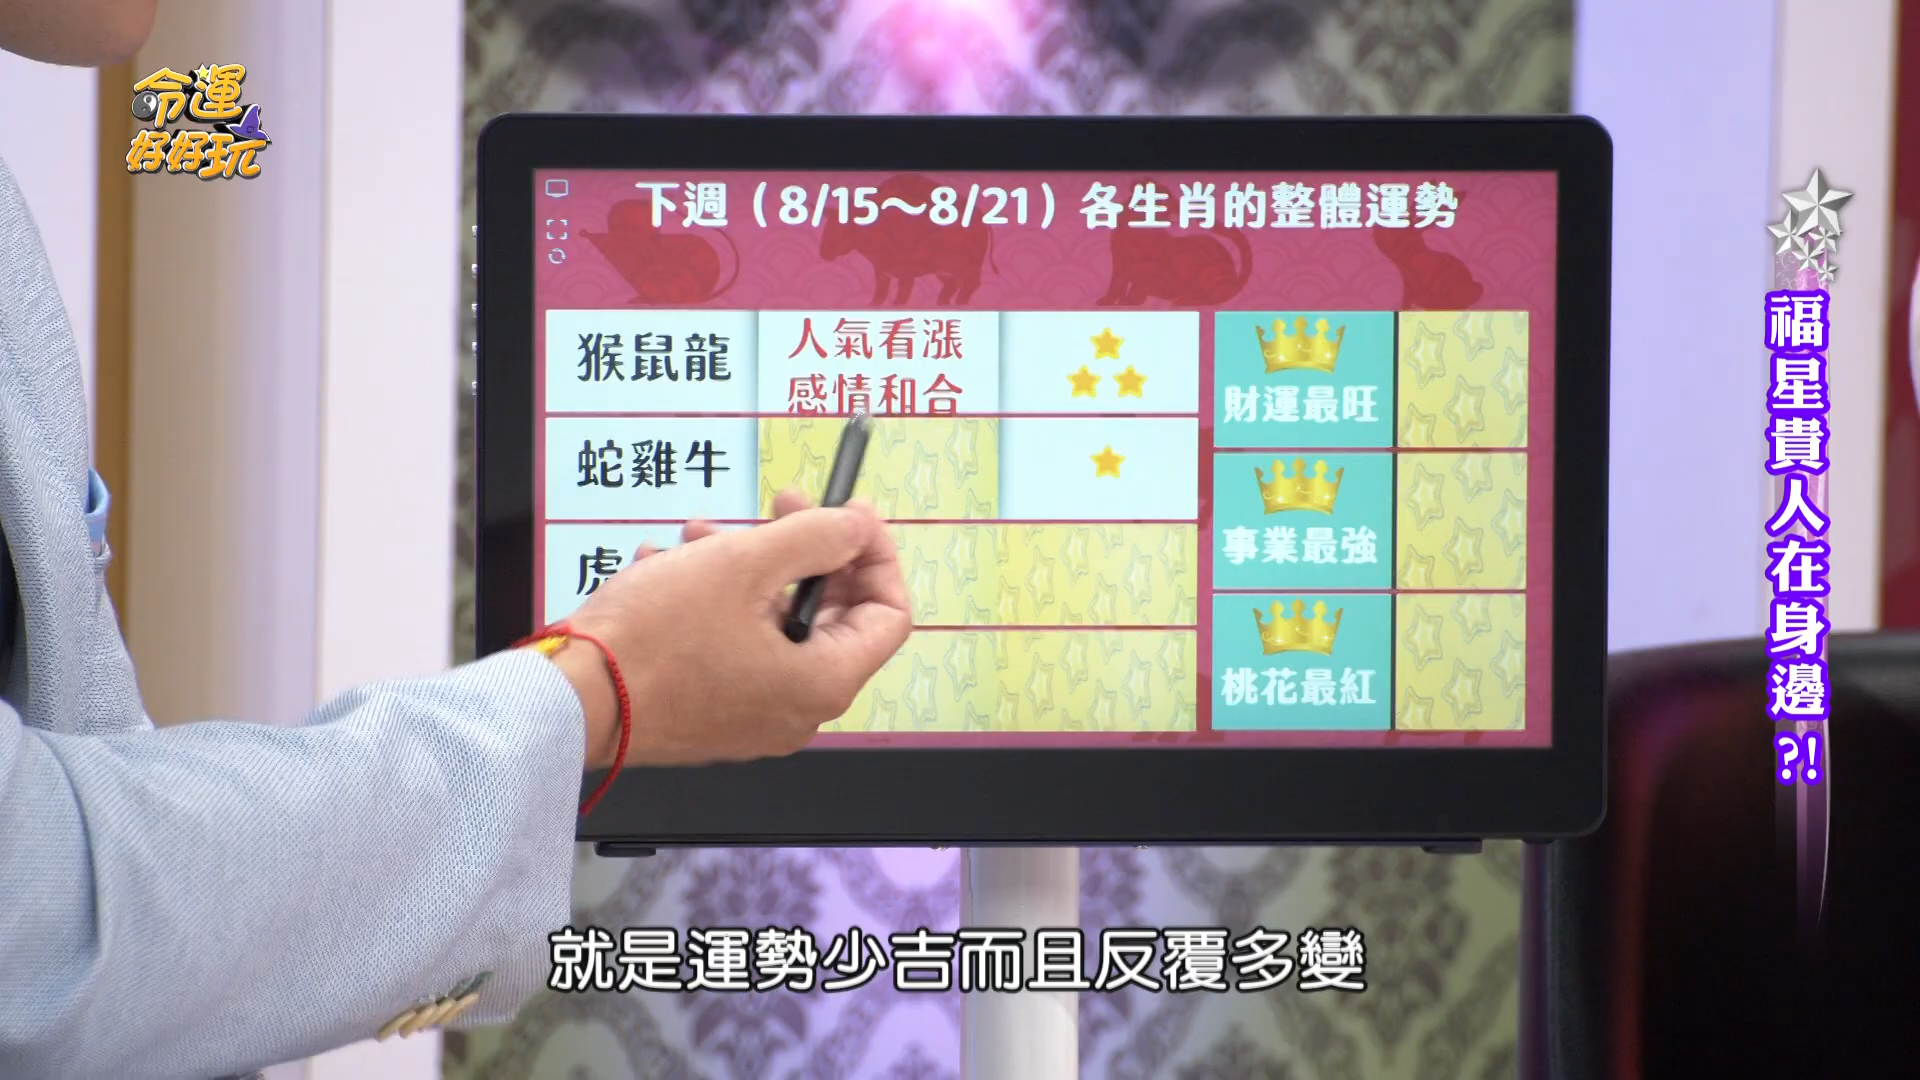 命運
好好玩
下週（8/15～8/21）各生肖的整體運勢
猴鼠龍
人氣看漲
感情和合
蛇雞牛
虎
財運最旺
事業最強
桃花最紅
福星貴人在身邊?!
就是運勢少吉而且反覆多變